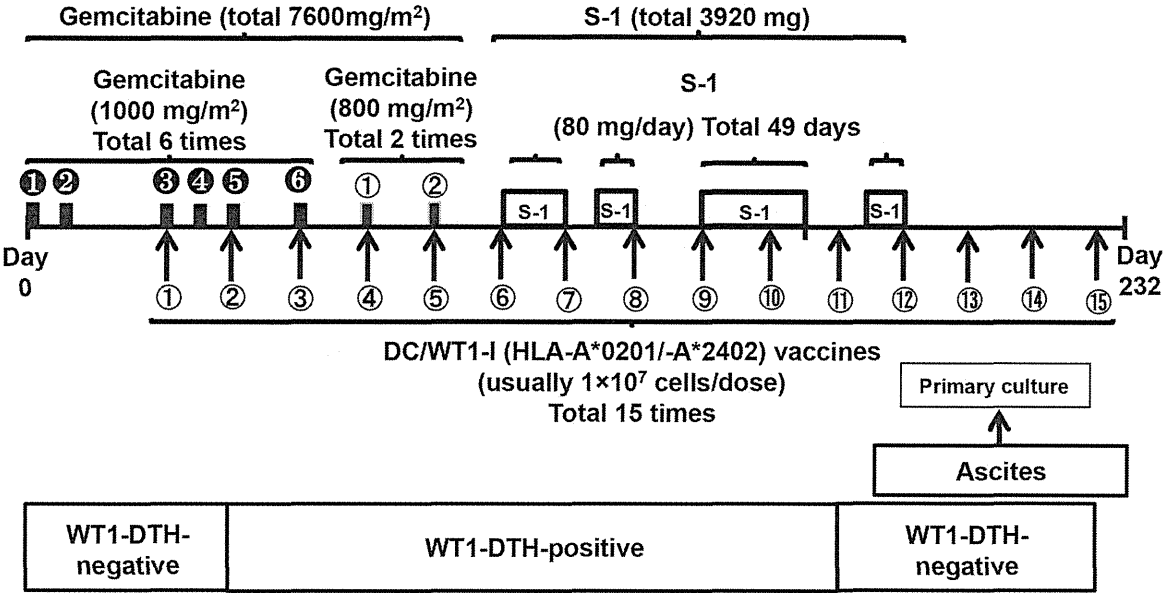 Gemcitabine (total 7600mg/m²)
S-1 (total 3920 mg)
Gemcitabine
(1000 mg/m²)
Total 6 times
Gemcitabine
(800 mg/m²)
Total 2 times
S-1
(80 mg/day) Total 49 days
❶ ❷ ❸ ❹ ❺ ❻ ① ②
S-1 S-1 S-1 S-1
Day
0
Day
232
① ② ③ ④ ⑤ ⑥ ⑦ ⑧ ⑨ ⑩ ⑪ ⑫ ⑬ ⑭ ⑮
DC/WT1-I (HLA-A*0201/-A*2402) vaccines
(usually 1×10⁷ cells/dose)
Total 15 times
Primary culture
Ascites
WT1-DTH-
negative
WT1-DTH-positive
WT1-DTH-
negative